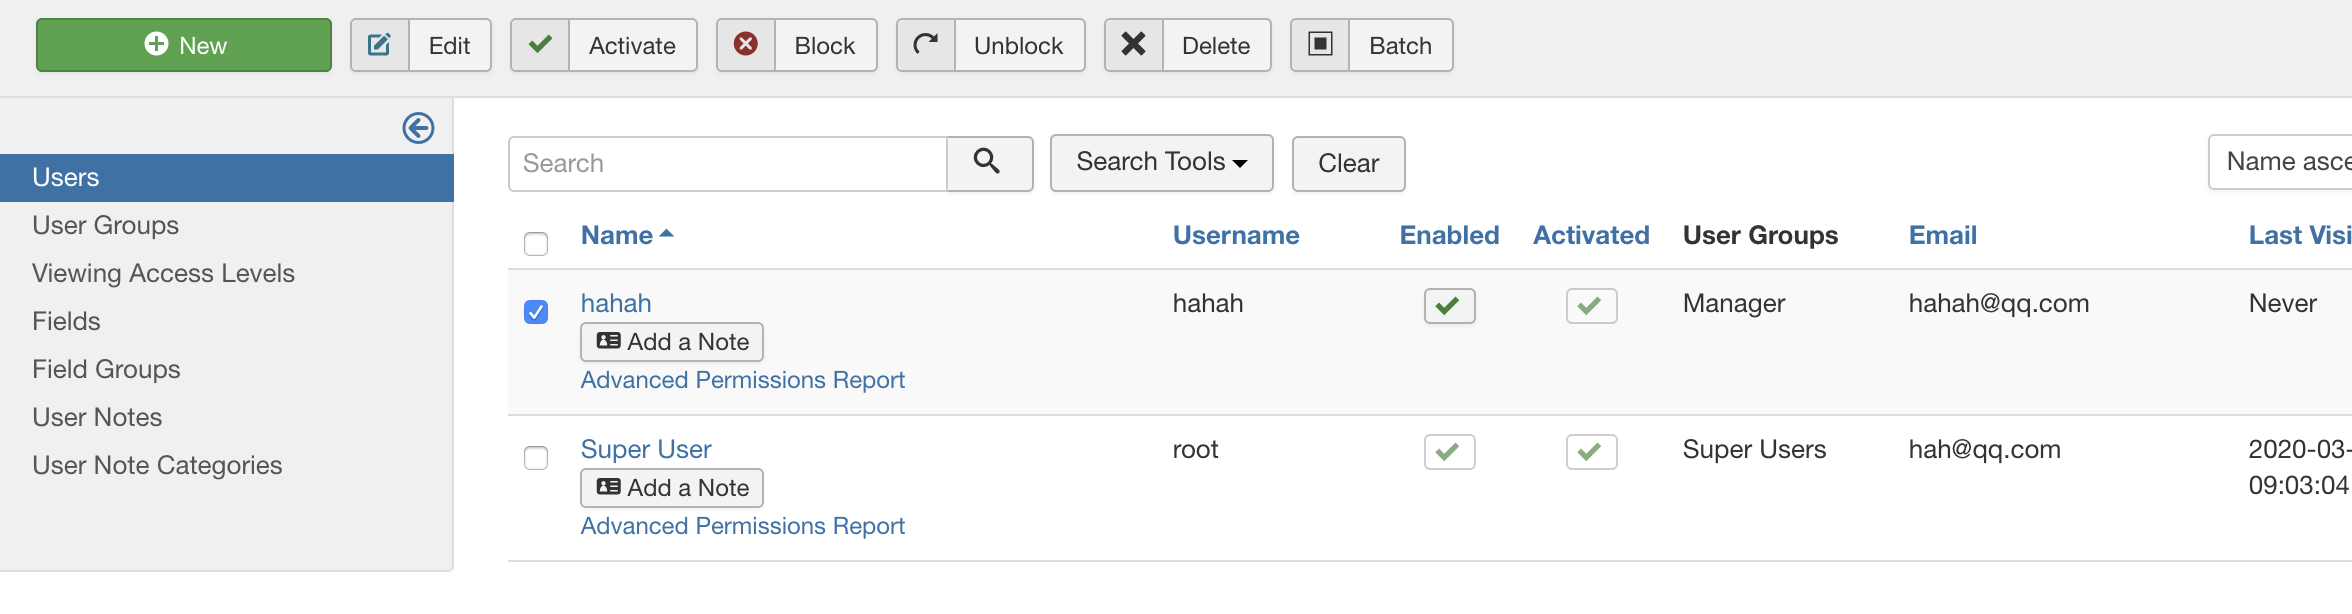 New Edit Activate Block Unblock Delete Batch
Users
User Groups
Viewing Access Levels
Fields
Field Groups
User Notes
User Note Categories
Search Search Tools Clear Name asce
Name Username Enabled Activated User Groups Email Last Visi
hahah hahah Manager hahah@qq.com Never
Add a Note
Advanced Permissions Report
Super User root Super Users hah@qq.com 2020-03-
09:03:04
Add a Note
Advanced Permissions Report